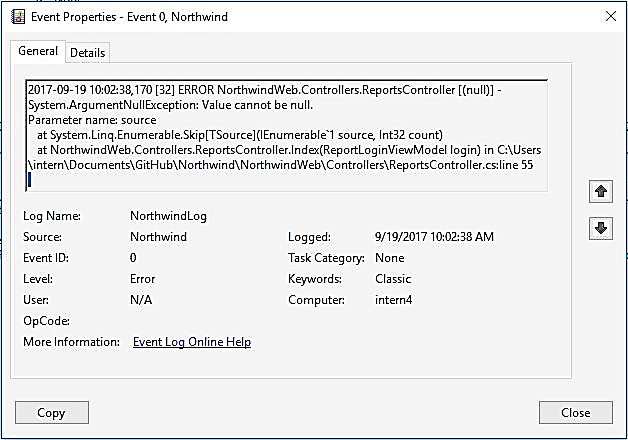 Event Properties - Event 0, Northwind
General
Details
2017-09-19 10:02:38,170 [32] ERROR NorthwindWeb.Controllers.ReportsController [(null)] -
System.ArgumentNullException: Value cannot be null.
Parameter name: source
at System.Linq.Enumerable.Skip[TSource](IEnumerable`1 source, Int32 count)
at NorthwindWeb.Controllers.ReportsController.Index(ReportLoginViewModel login) in C:\Users
\intern\Documents\GitHub\Northwind\NorthwindWeb\Controllers\ReportsController.cs:line 55
Log Name: NorthwindLog
Source: Northwind Logged: 9/19/2017 10:02:38 AM
Event ID: 0 Task Category: None
Level: Error Keywords: Classic
User: N/A Computer: intern4
OpCode:
More Information: Event Log Online Help
Copy
Close